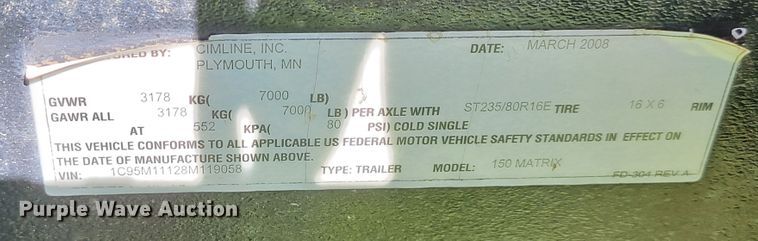 RED BY: CIMLINE, INC. DATE: MARCH 2008
PLYMOUTH, MN
GVWR 3178 KG( 7000 LB)
GAWR ALL 3178 KG( 7000 LB) PER AXLE WITH ST235/80R16E TIRE 16 X 6 RIM
AT 552 KPA( 80 PSI) COLD SINGLE
THIS VEHICLE CONFORMS TO ALL APPLICABLE US FEDERAL MOTOR VEHICLE SAFETY STANDARDS IN EFFECT ON
THE DATE OF MANUFACTURE SHOWN ABOVE.
VIN: 1C95M11128M119058 TYPE: TRAILER MODEL: 150 MATRIX
FD-304 REV A
Purple Wave Auction